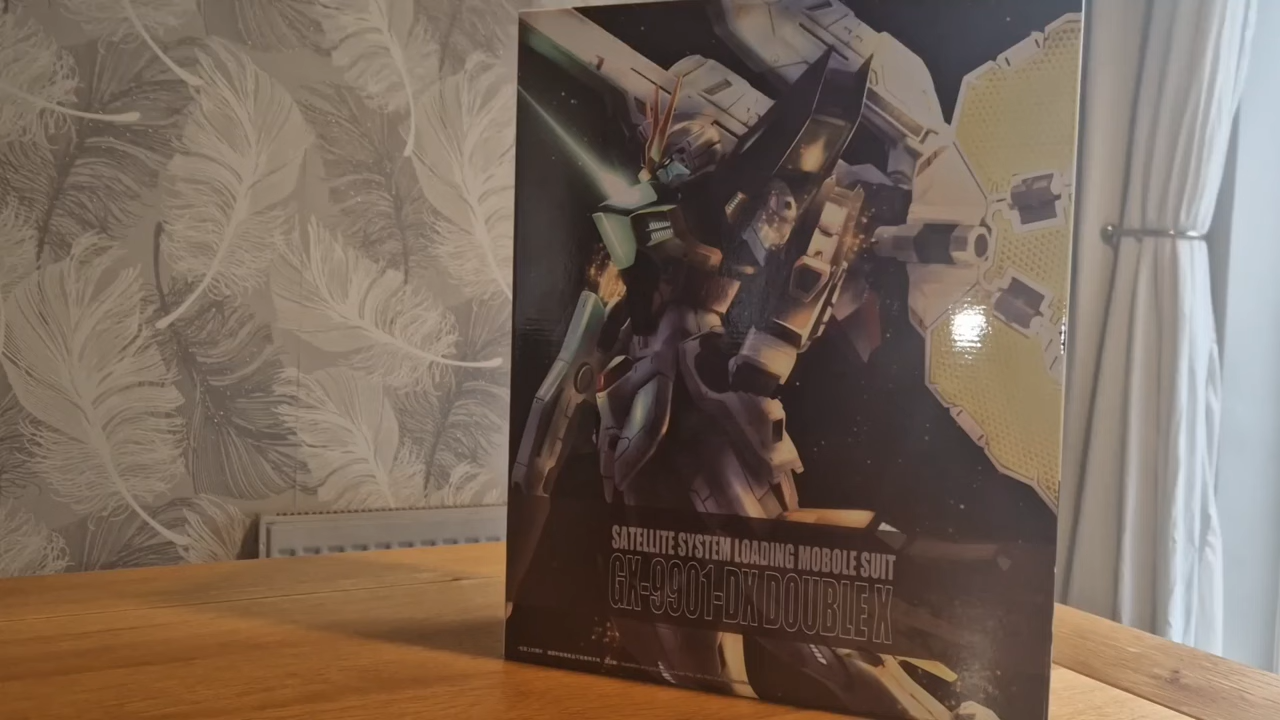 SATELLITE SYSTEM LOADING MOBOLE SUIT
GX-9901-DX DOUBLE X